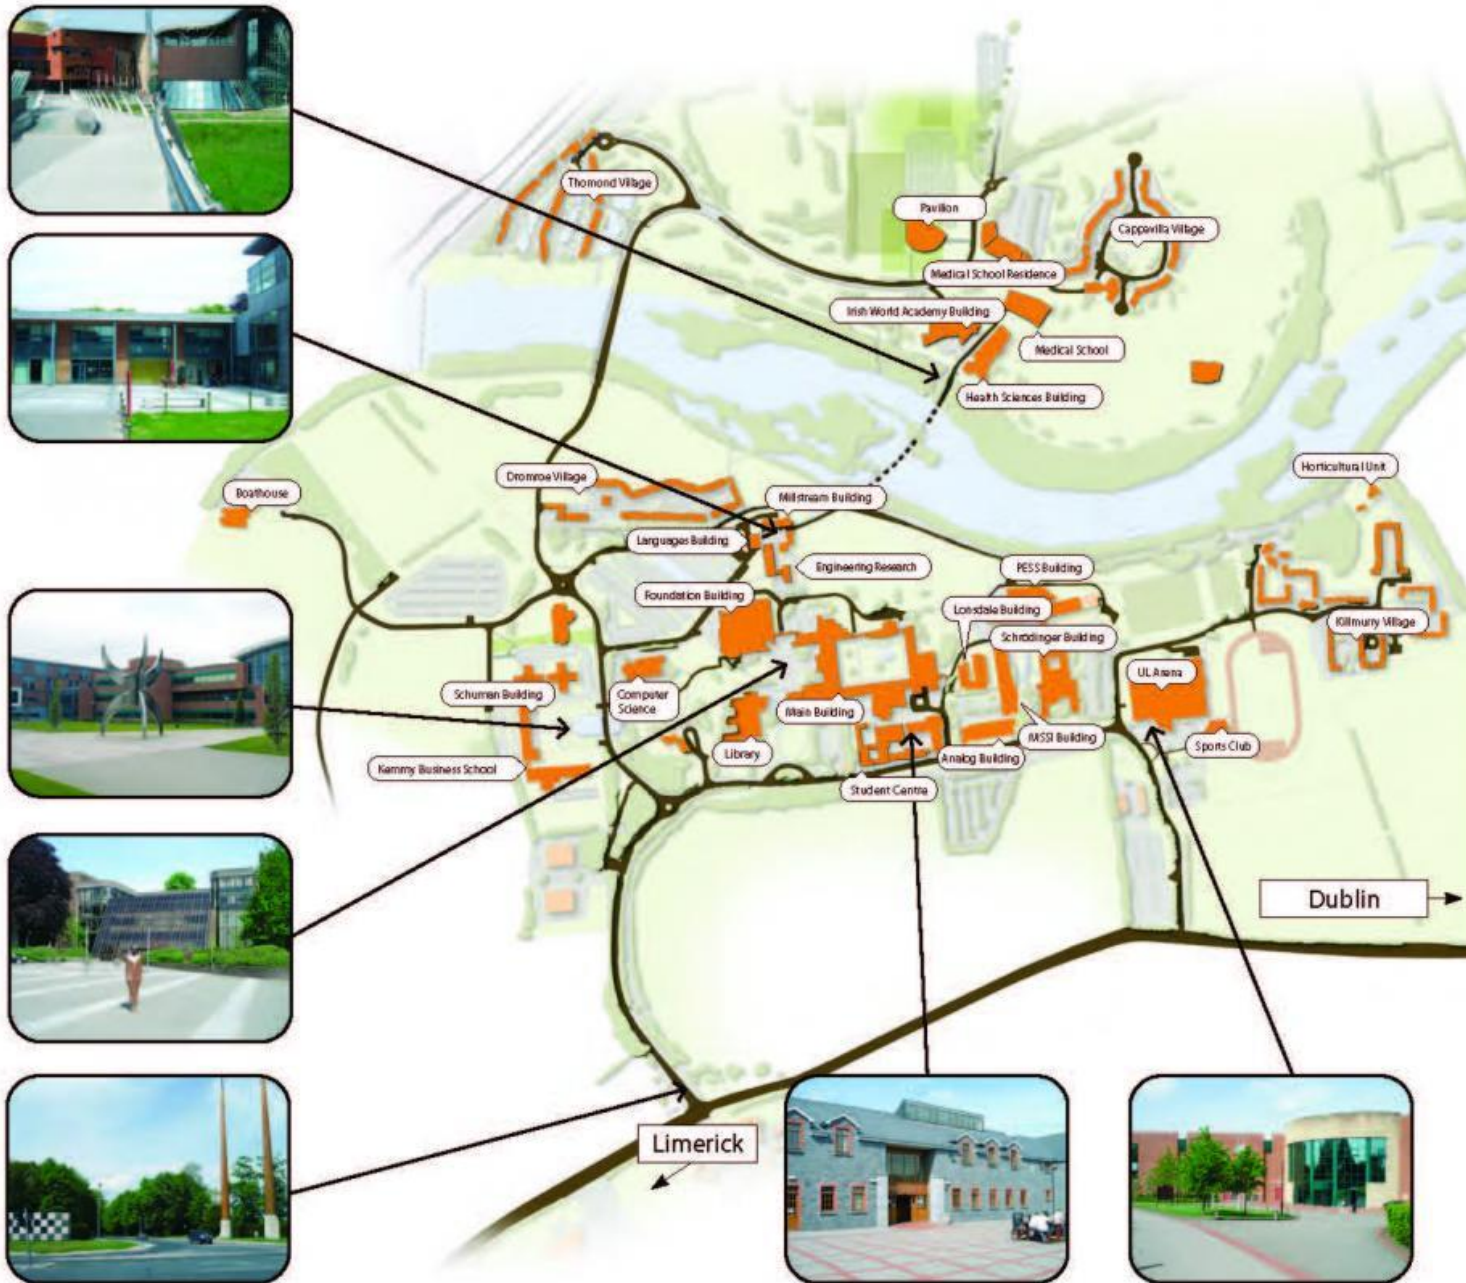 Thomond Village
Pavilion
Cappavilla Village
Medical School Residence
Irish World Academy Building
Medical School
Health Sciences Building
Horticultural Unit
Dromroe Village
Boathouse
Millstream Building
Languages Building
Engineering Research
PESS Building
Foundation Building
Lonsdale Building
Killmurry Village
Schrödinger Building
UL Arena
Schuman Building
Computer
Science
Main Building
MSSI Building
Sports Club
Library
Analog Building
Kemmy Business School
Student Centre
Dublin
Limerick